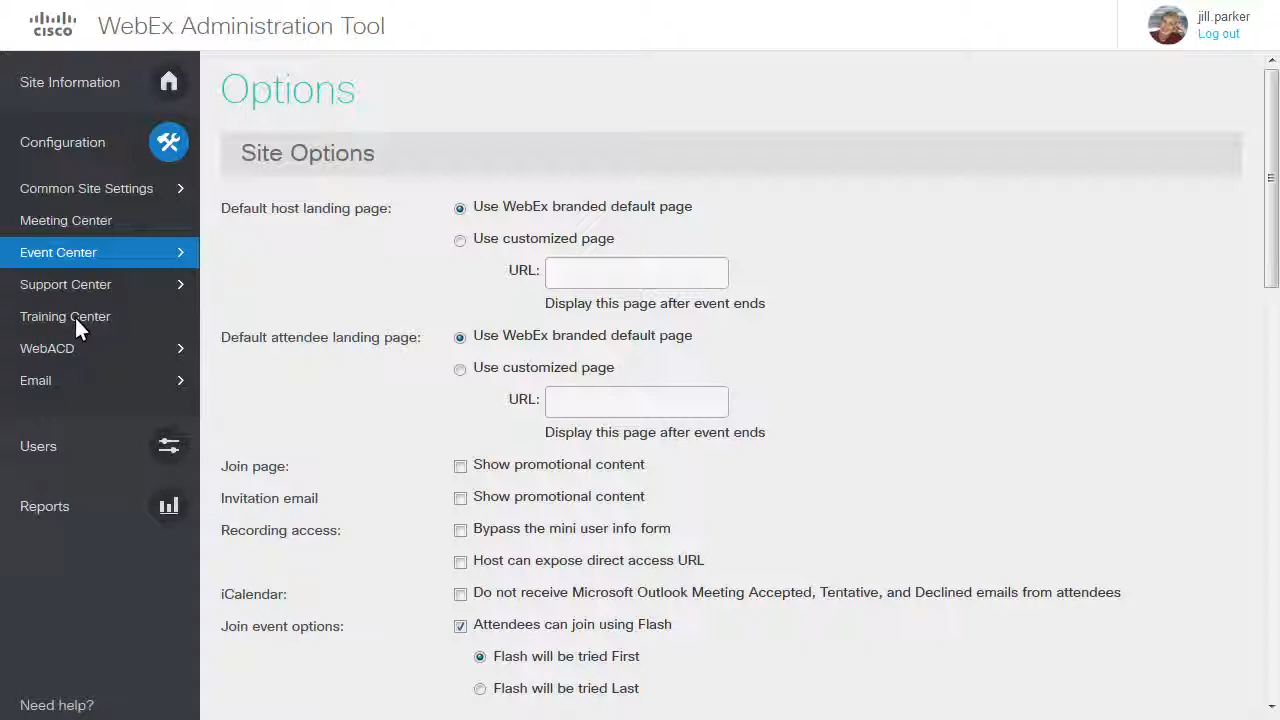 CISCO
WebEx Administration Tool
jill.parker
Log out
Site Information
Configuration
Common Site Settings
Meeting Center
Event Center
Support Center
Training Center
WebACD
Email
Users
Reports
Need help?
Options
Site Options
Default host landing page:
Use WebEx branded default page
Use customized page
URL:
Display this page after event ends
Default attendee landing page:
Use WebEx branded default page
Use customized page
URL:
Display this page after event ends
Join page:
Show promotional content
Invitation email
Show promotional content
Recording access:
Bypass the mini user info form
Host can expose direct access URL
iCalendar:
Do not receive Microsoft Outlook Meeting Accepted, Tentative, and Declined emails from attendees
Join event options:
Attendees can join using Flash
Flash will be tried First
Flash will be tried Last